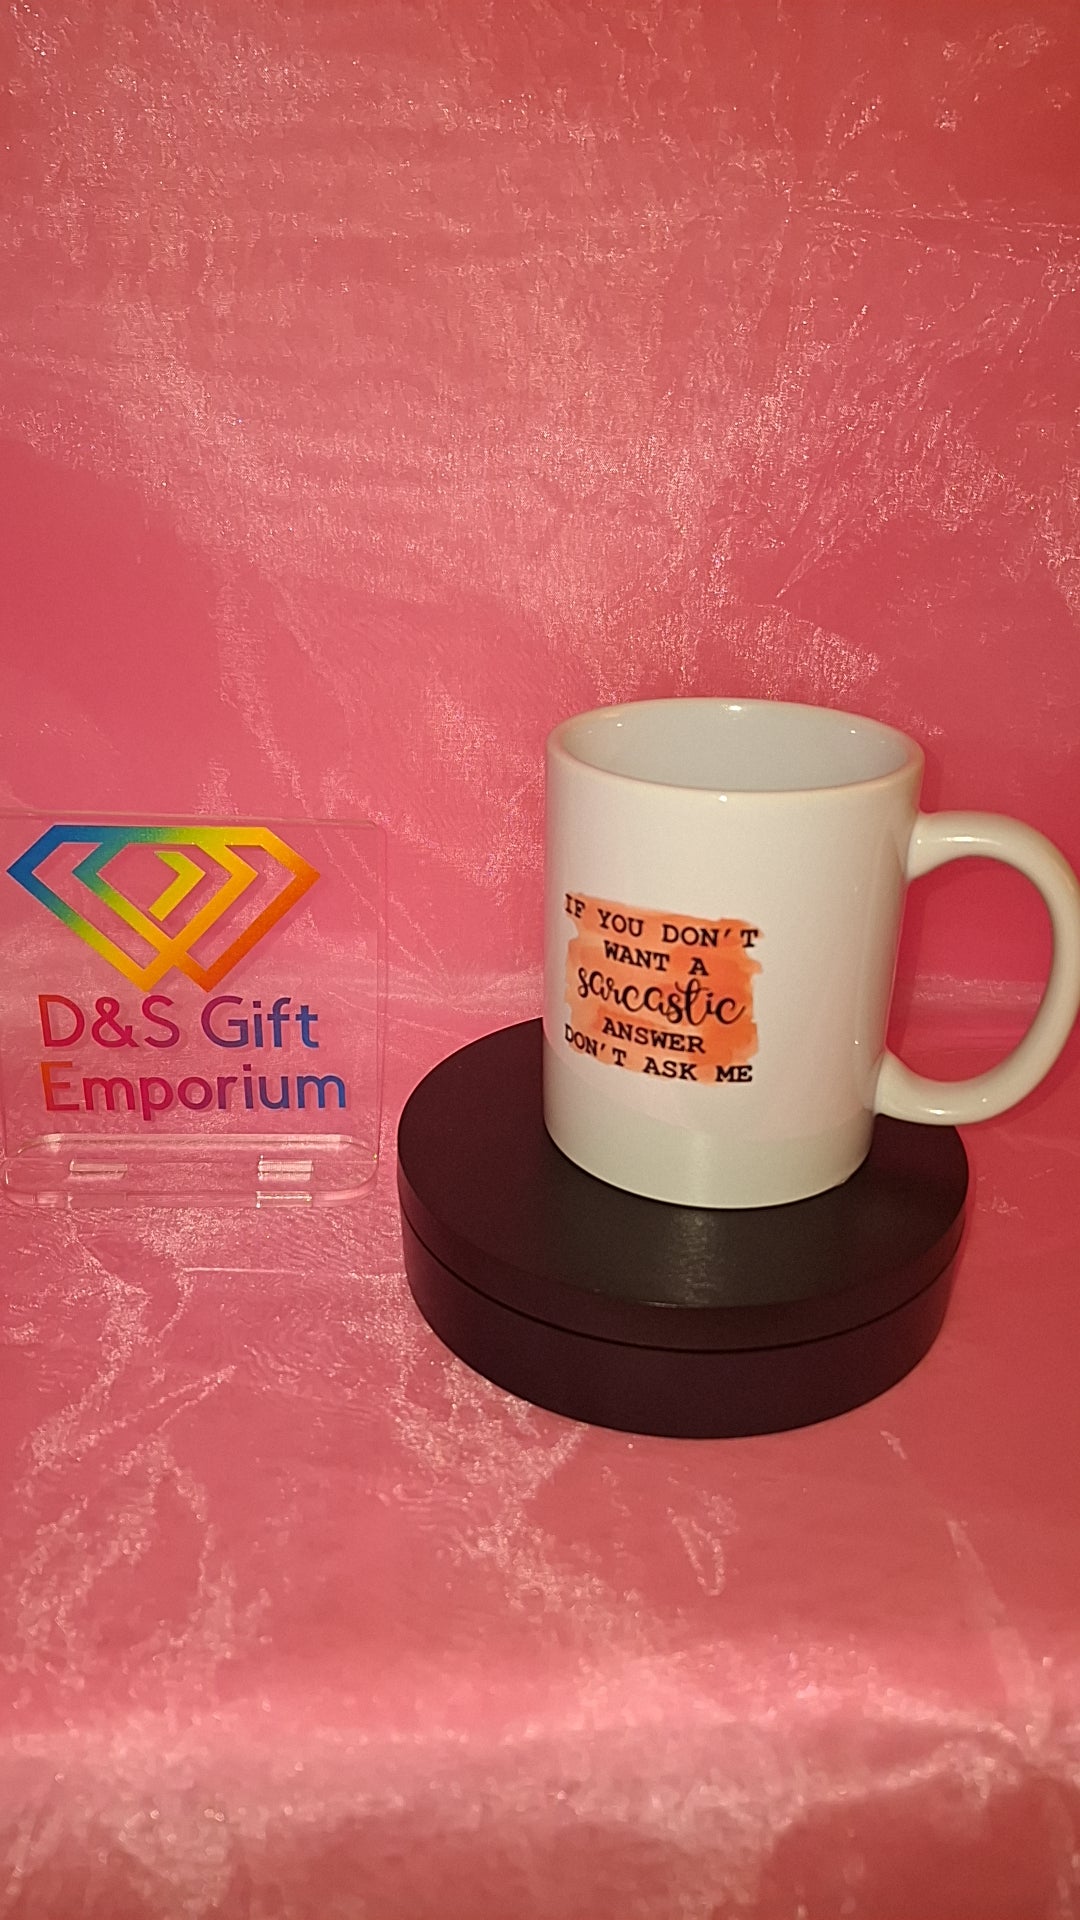 D&S Gift
Emporium
IF YOU DON'T
WANT A
sarcastic
ANSWER
DON'T ASK ME